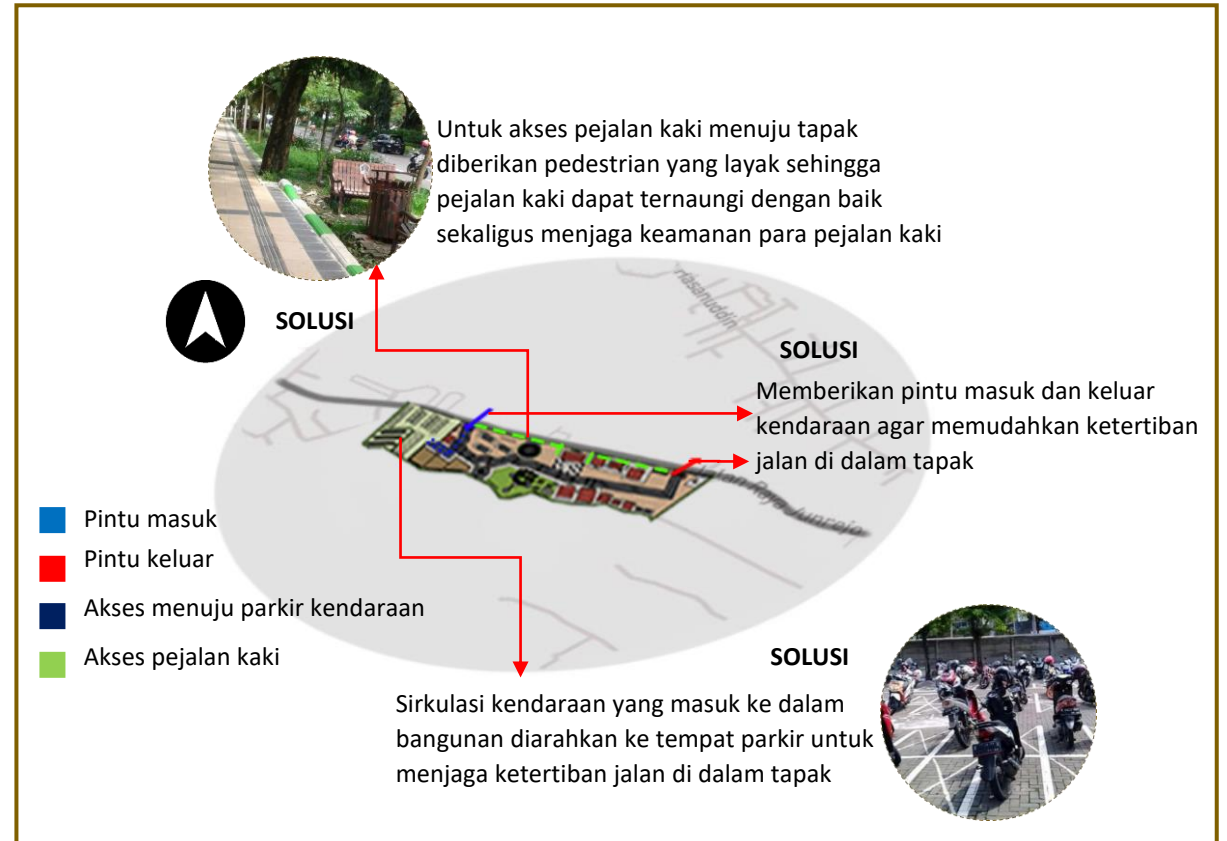 Untuk akses pejalan kaki menuju tapak
diberikan pedestrian yang layak sehingga
pejalan kaki dapat ternaungi dengan baik
sekaligus menjaga keamanan para pejalan kaki
SOLUSI
SOLUSI
Memberikan pintu masuk dan keluar
kendaraan agar memudahkan ketertiban
jalan di dalam tapak
Raya Junrejo
Pintu masuk
Pintu keluar
Akses menuju parkir kendaraan
Akses pejalan kaki
SOLUSI
Sirkulasi kendaraan yang masuk ke dalam
bangunan diarahkan ke tempat parkir untuk
menjaga ketertiban jalan di dalam tapak